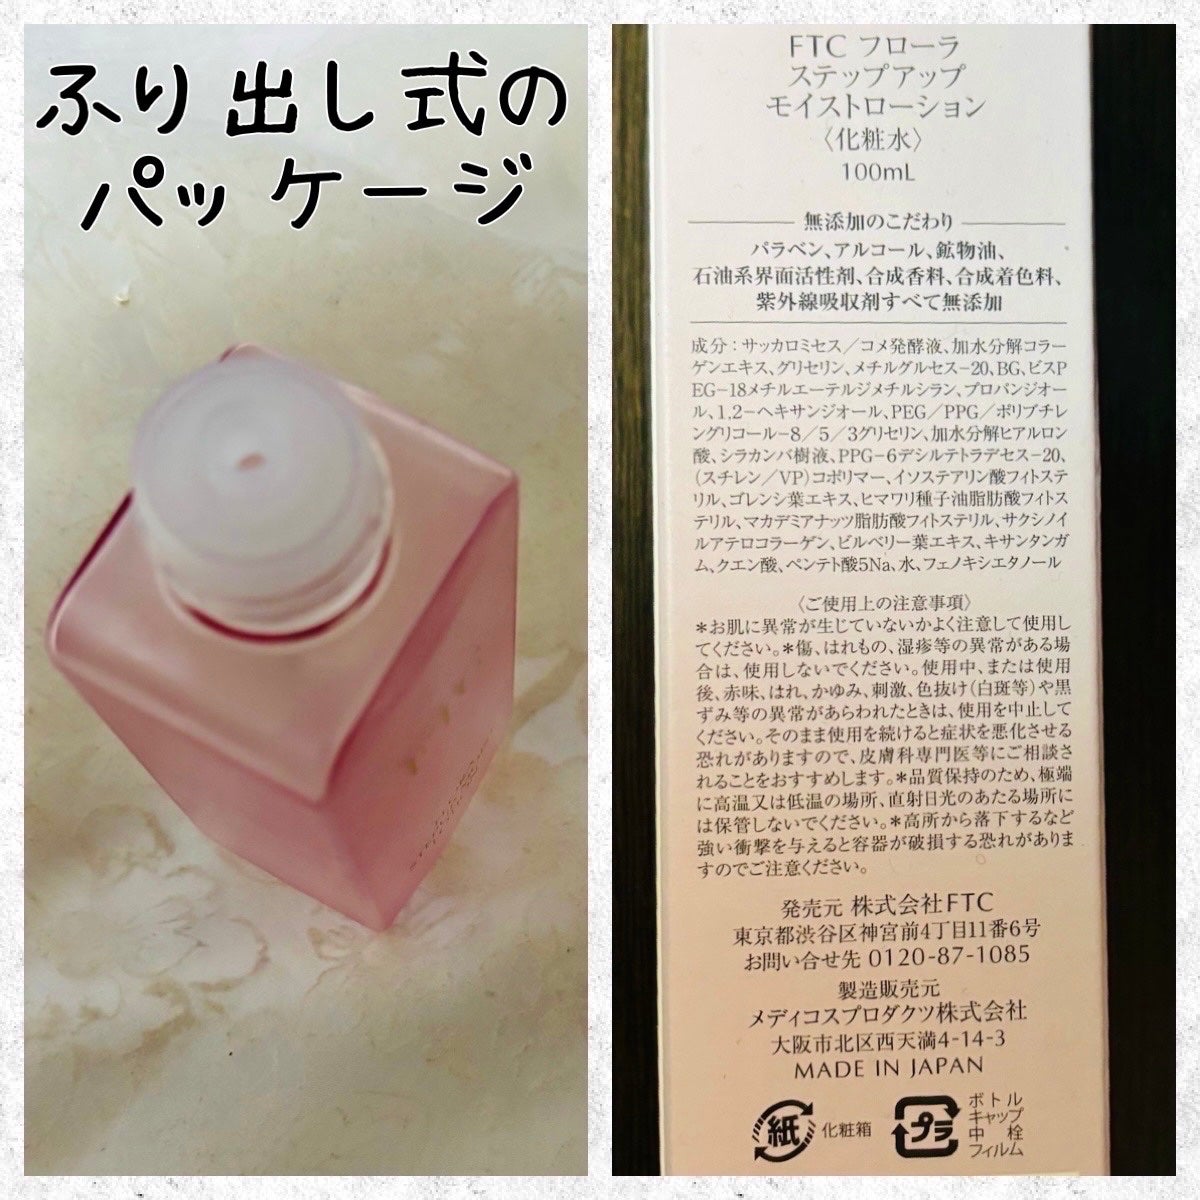 ふり出し式の
パッケージ
FTC フローラ
ステップアップ
モイストローション
〈化粧水〉
100mL
無添加のこだわり
パラベン、アルコール、鉱物油、
石油系界面活性剤、合成香料、合成着色料、
紫外線吸収剤すべて無添加
成分：サッカロミセス／コメ発酵液、加水分解コラー
ゲンエキス、グリセリン、メチルグルセス-20、BG、ビスP
EG-18メチルエーテルジメチルシラン、プロパンジオー
ル、1,2-ヘキサンジオール、PEG／PPG／ポリブチレ
ングリコール-8／5／3グリセリン、加水分解ヒアルロン
酸、シラカンバ樹液、PPG-6デシルテトラデセス-20、
（スチレン／VP）コポリマー、イソステアリン酸フィトステ
リル、ゴレンシ葉エキス、ヒマワリ種子油脂肪酸フィトス
テリル、マカデミアナッツ脂肪酸フィトステリル、サクシノイ
ルアテロコラーゲン、ビルベリー葉エキス、キサンタンガ
ム、クエン酸、ペンテト酸5Na、水、フェノキシエタノール
〈ご使用上の注意事項〉
＊お肌に異常が生じていないかよく注意して使用し
てください。＊傷、はれもの、湿疹等の異常がある場
合は、使用しないでください。使用中、または使用
後、赤味、はれ、かゆみ、刺激、色抜け（白斑等）や黒
ずみ等の異常があらわれたときは、使用を中止して
ください。そのまま使用を続けると症状を悪化させる
恐れがありますので、皮膚科専門医等にご相談さ
れることをおすすめします。＊品質保持のため、極端
に高温又は低温の場所、直射日光のあたる場所に
は保管しないでください。＊高所から落下するなど
強い衝撃を与えると容器が破損する恐れがありま
すのでご注意ください。
発売元 株式会社FTC
東京都渋谷区神宮前4丁目11番6号
お問い合せ先 0120-87-1085
製造販売元
メディコスプロダクツ株式会社
大阪市北区西天満4-14-3
MADE IN JAPAN
紙 化粧箱
プラ
ボトル
キャップ
中栓
フィルム